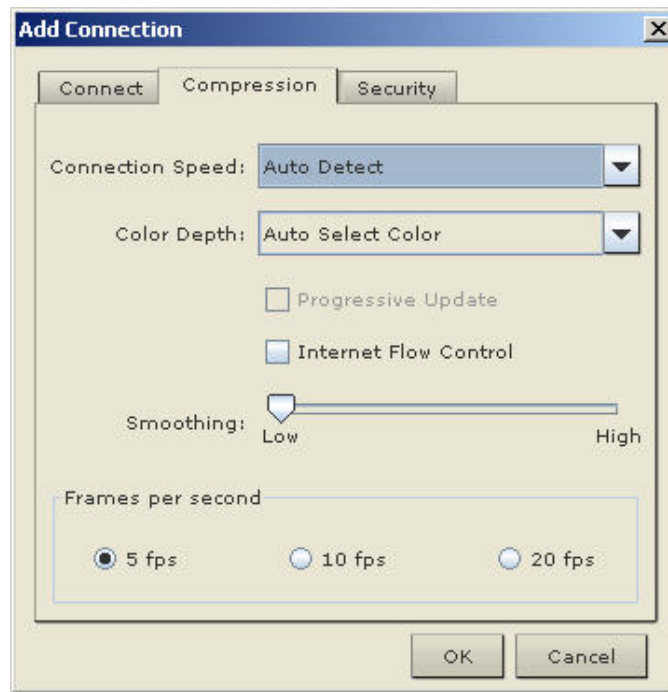 Add Connection
Connect Compression Security
Connection Speed: Auto Detect
Color Depth: Auto Select Color
Progressive Update
Internet Flow Control
Smoothing:
Low High
Frames per second
5 fps 10 fps 20 fps
OK Cancel